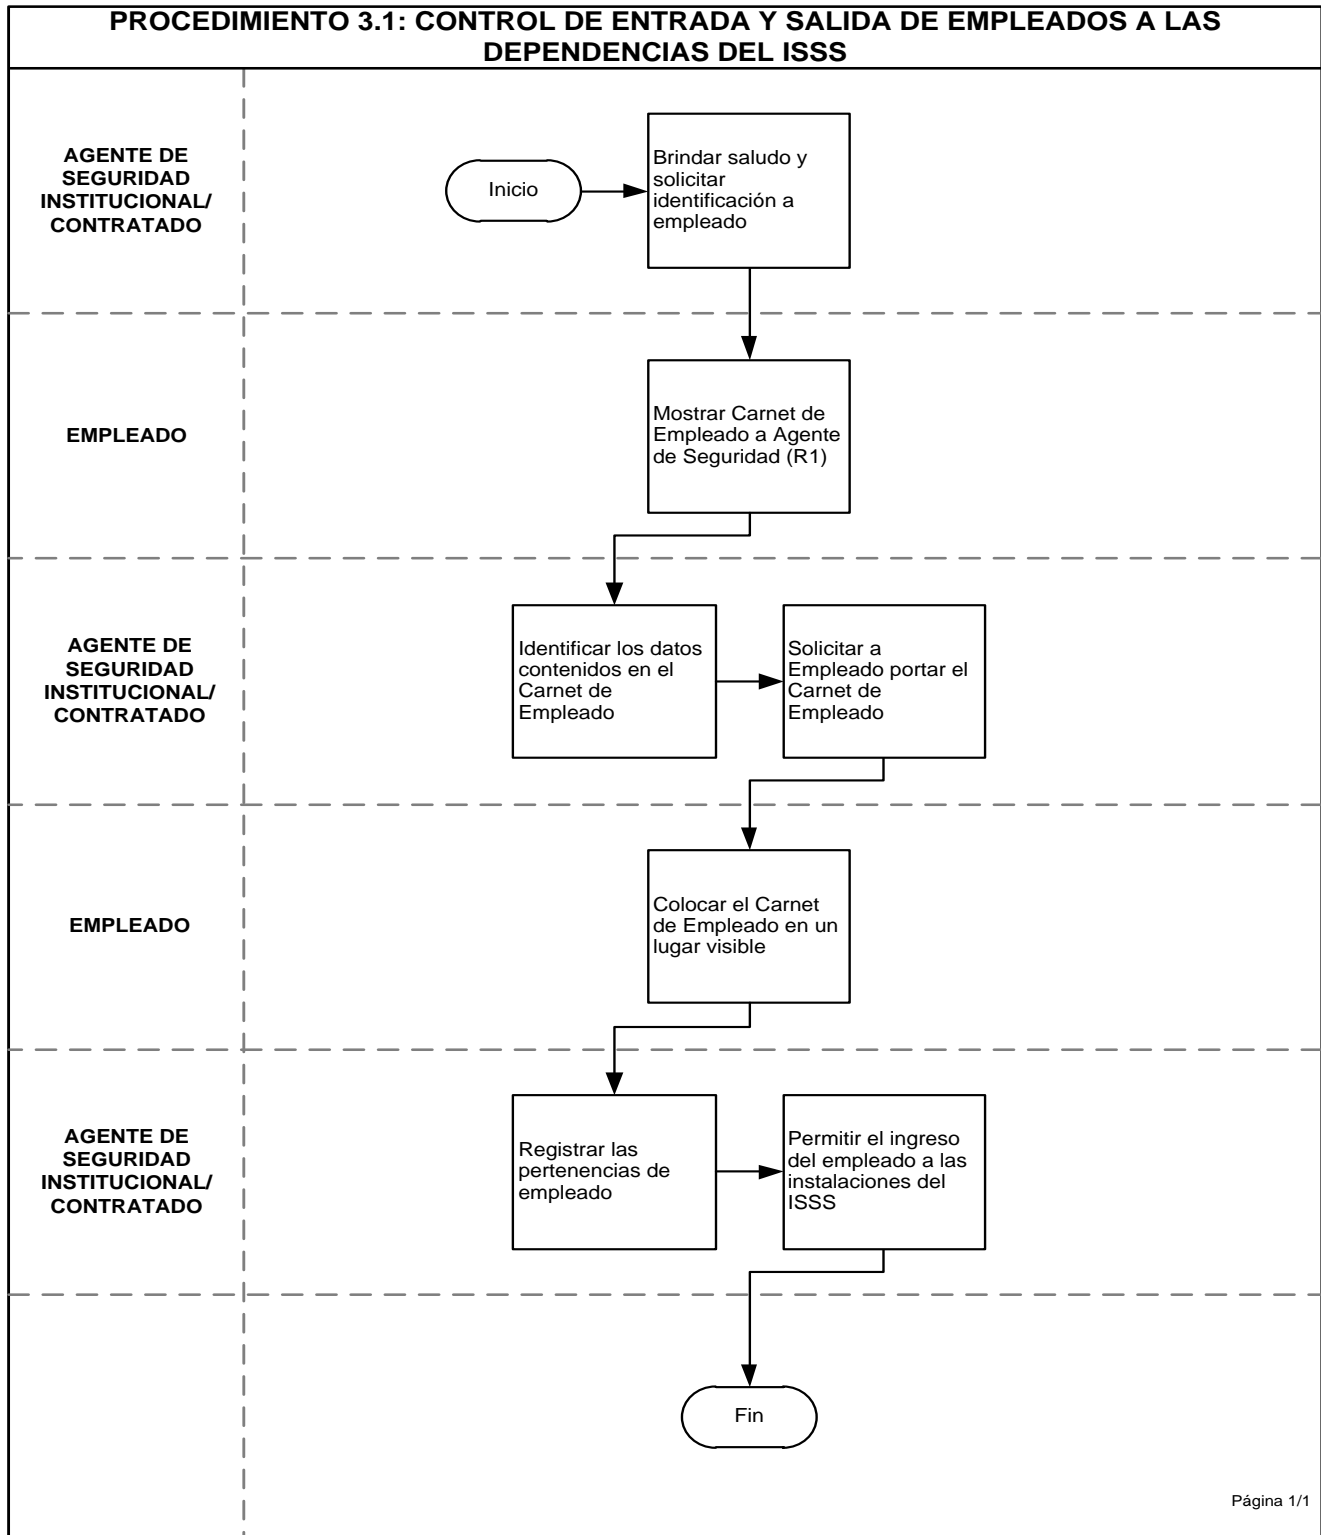 PROCEDIMIENTO 3.1: CONTROL DE ENTRADA Y SALIDA DE EMPLEADOS A LAS
DEPENDENCIAS DEL ISSS
AGENTE DE
SEGURIDAD
INSTITUCIONAL/
CONTRATADO
Inicio
Brindar saludo y
solicitar
identificación a
empleado
EMPLEADO
Mostrar Carnet de
Empleado a Agente
de Seguridad (R1)
AGENTE DE
SEGURIDAD
INSTITUCIONAL/
CONTRATADO
Identificar los datos
contenidos en el
Carnet de
Empleado
Solicitar a
Empleado portar el
Carnet de
Empleado
EMPLEADO
Colocar el Carnet
de Empleado en un
lugar visible
AGENTE DE
SEGURIDAD
INSTITUCIONAL/
CONTRATADO
Registrar las
pertenencias de
empleado
Permitir el ingreso
del empleado a las
instalaciones del
ISSS
Fin
Página 1/1